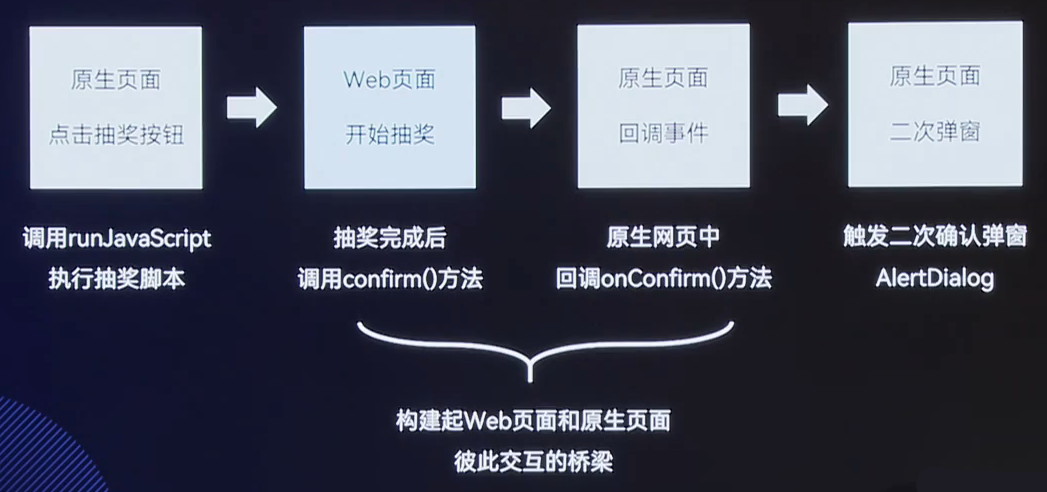 原生页面
点击抽奖按钮
Web页面
开始抽奖
原生页面
回调事件
原生页面
二次弹窗
调用runJavaScript
执行抽奖脚本
抽奖完成后
调用confirm()方法
原生网页中
回调onConfirm()方法
触发二次确认弹窗
AlertDialog
构建起Web页面和原生页面
彼此交互的桥梁